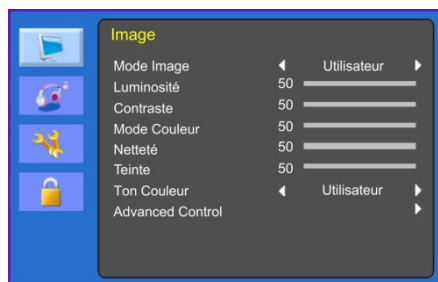 Image
Mode Image Utilisateur
Luminosité 50
Contraste 50
Mode Couleur 50
Netteté 50
Teinte 50
Ton Couleur Utilisateur
Advanced Control